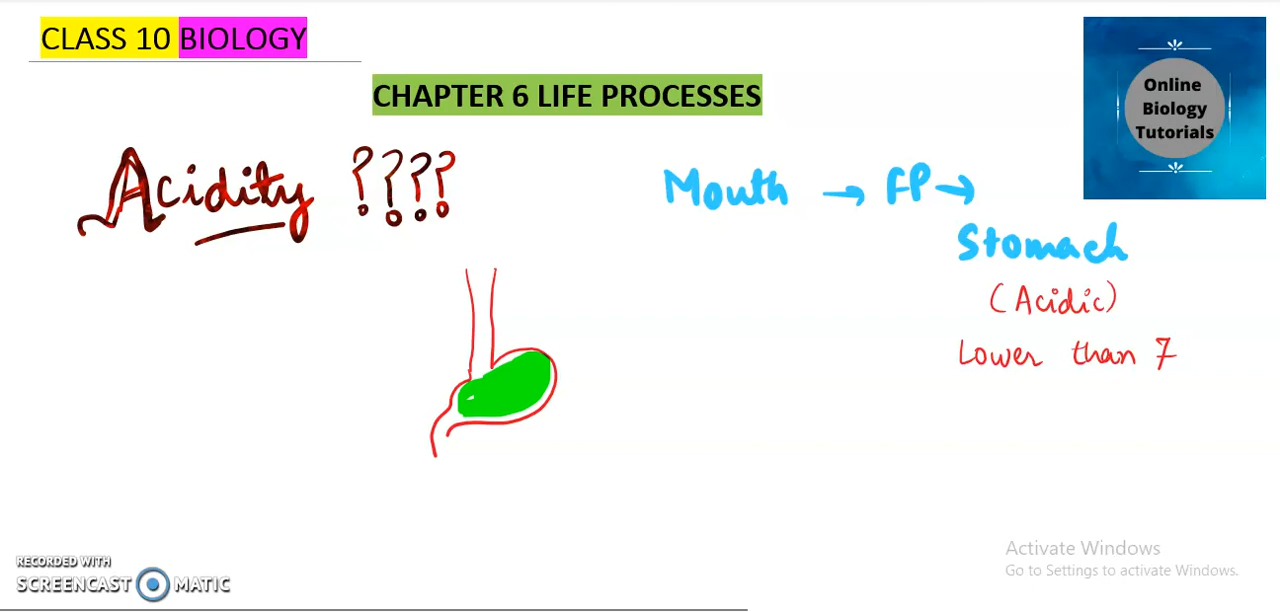 CLASS 10 BIOLOGY
CHAPTER 6 LIFE PROCESSES
Online
Biology
Tutorials
Acidity ????
Mouth → FP →
Stomach
(Acidic)
Lower than 7
Activate Windows
Go to Settings to activate Windows.
RECORDED WITH
SCREENCAST MATIC